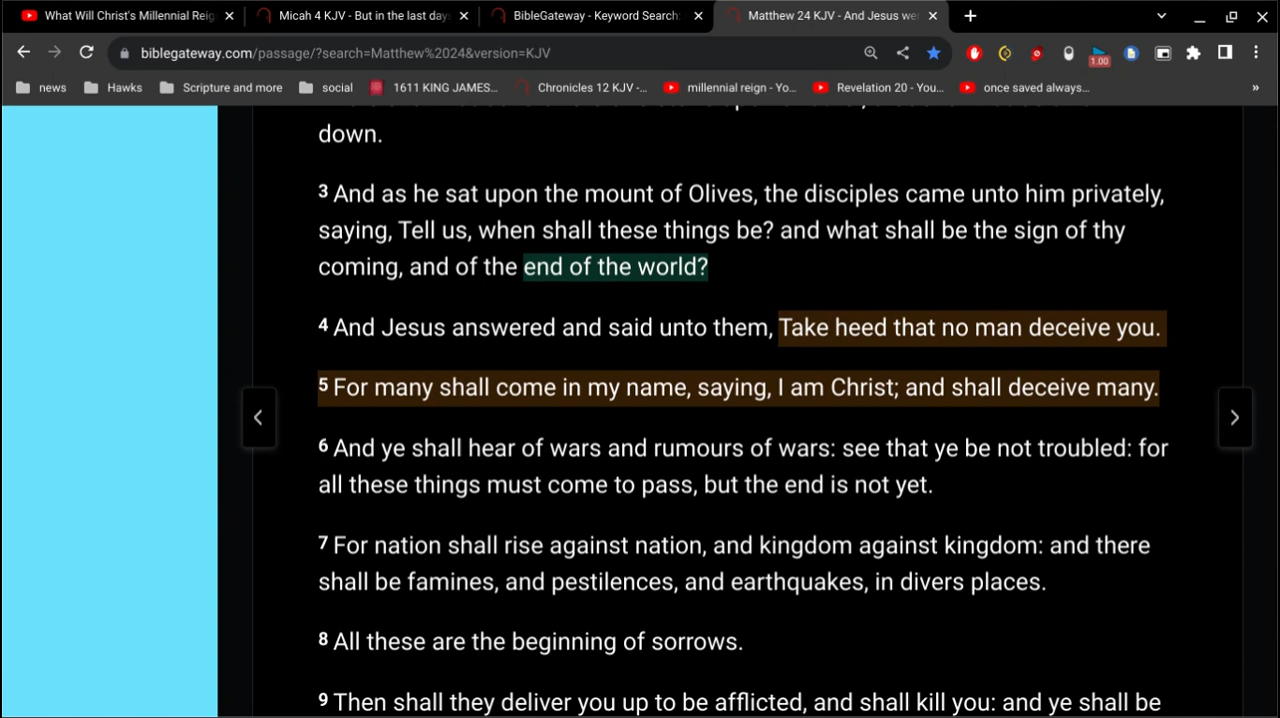 What Will Christ's Millennial Reig
Micah 4 KJV - But in the last day
BibleGateway - Keyword Search:
Matthew 24 KJV - And Jesus we
biblegateway.com/passage/?search=Matthew%2024&version=KJV
1.00
news
Hawks
Scripture and more
social
1611 KING JAMES...
Chronicles 12 KJV -...
millennial reign - Yo...
Revelation 20 - You...
once saved always...
»
down.
3 And as he sat upon the mount of Olives, the disciples came unto him privately,
saying, Tell us, when shall these things be? and what shall be the sign of thy
coming, and of the end of the world?
4 And Jesus answered and said unto them, Take heed that no man deceive you.
5 For many shall come in my name, saying, I am Christ; and shall deceive many.
6 And ye shall hear of wars and rumours of wars: see that ye be not troubled: for
all these things must come to pass, but the end is not yet.
7 For nation shall rise against nation, and kingdom against kingdom: and there
shall be famines, and pestilences, and earthquakes, in divers places.
8 All these are the beginning of sorrows.
9 Then shall they deliver you up to be afflicted, and shall kill you: and ye shall be